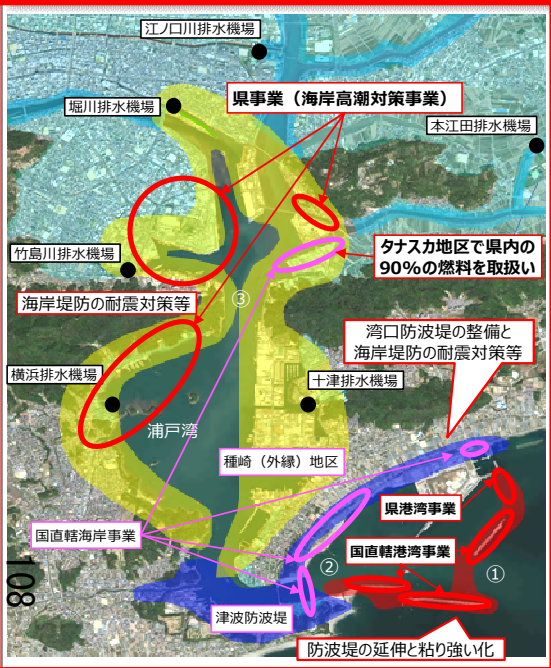 江ノ口川排水機場
堀川排水機場
県事業（海岸高潮対策事業）
本江田排水機場
タナスカ地区で県内の
90%の燃料を取扱い
竹島川排水機場
③
海岸堤防の耐震対策等
湾口防波堤の整備と
海岸堤防の耐震対策等
横浜排水機場
十津排水機場
浦戸湾
種崎（外縁）地区
県港湾事業
国直轄海岸事業
国直轄港湾事業
②
①
108
津波防波堤
防波堤の延伸と粘り強い化